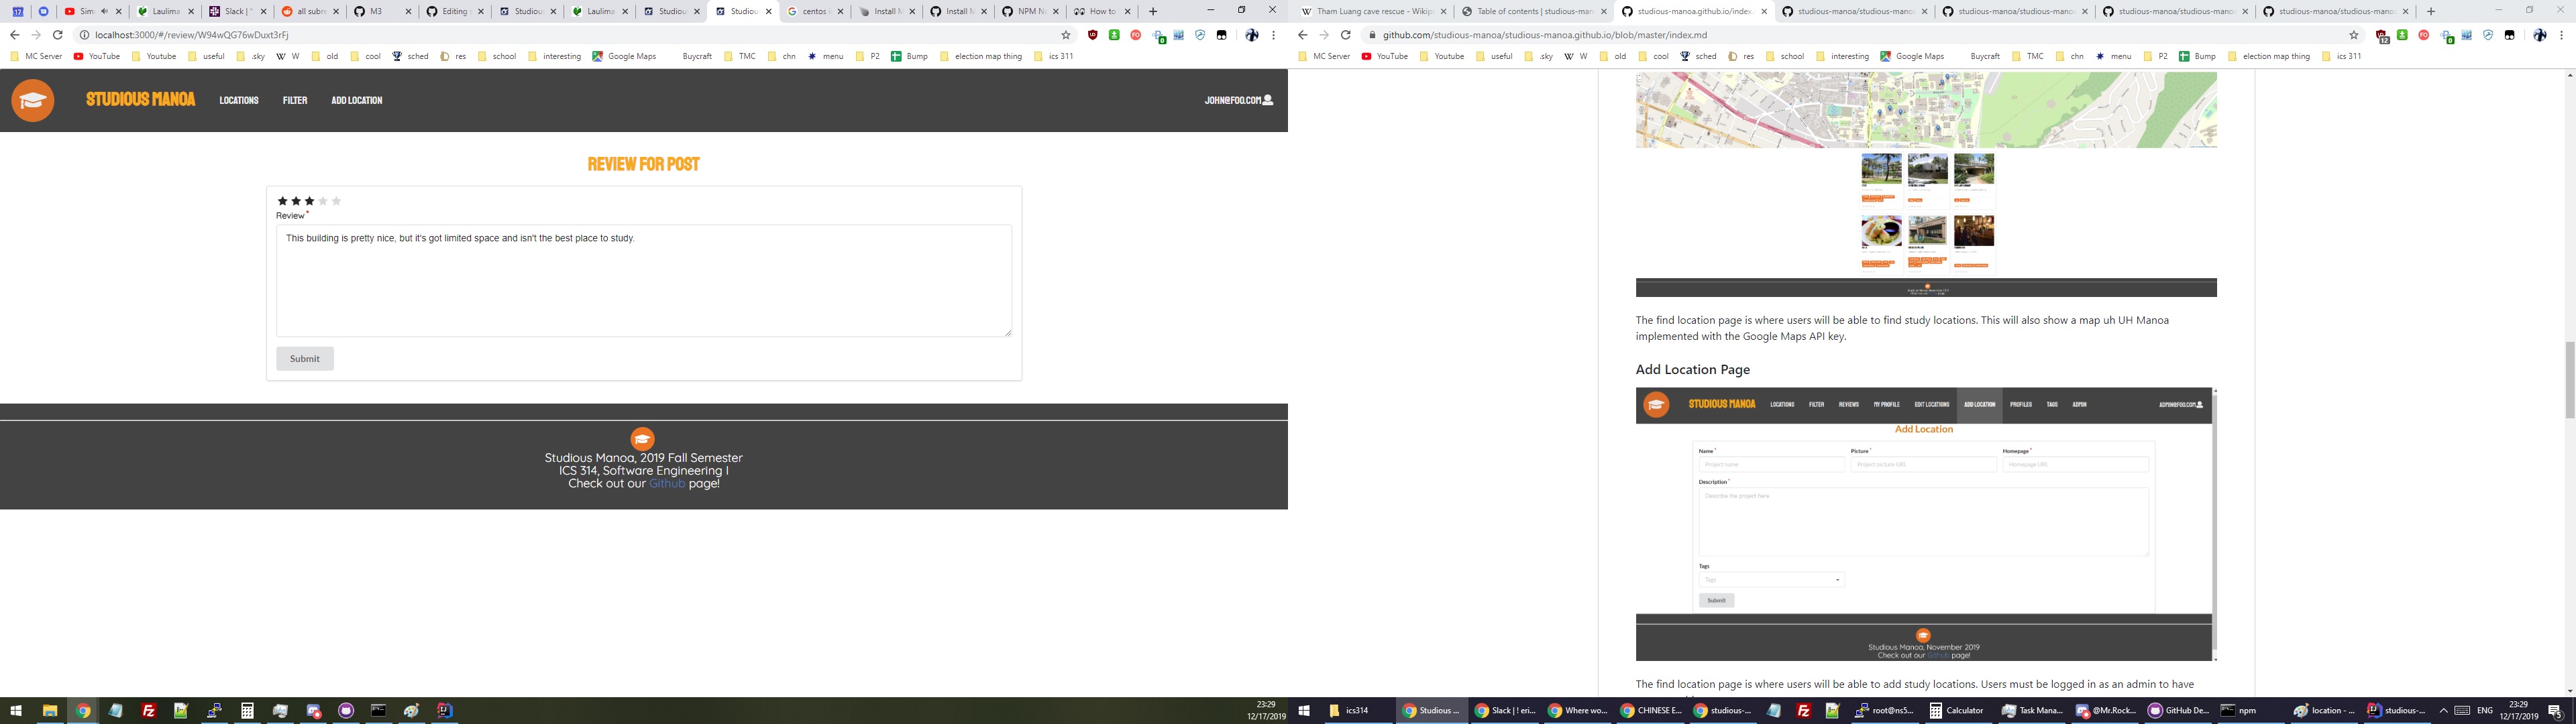 17
Sim
Laulima
Slack | "
all subre
M3
Editing
Studious
Laulima
Studiou
Studiou
centos
Install M
Install M
NPM No
How to
localhost:3000/#/review/W94wQG76wDuxt3rFj
MC Server
YouTube
Youtube
useful
.sky
W
old
cool
sched
res
school
interesting
Google Maps
Buycraft
TMC
chn
menu
P2
Bump
election map thing
ics 311
STUDIOUS MANOA
LOCATIONS
FILTER
ADD LOCATION
JOHN@FOO.COM
REVIEW FOR POST
Review*
This building is pretty nice, but it's got limited space and isn't the best place to study.
Submit
Studious Manoa, 2019 Fall Semester
ICS 314, Software Engineering I
Check out our Github page!
23:29
12/17/2019
Tham Luang cave rescue - Wikip
Table of contents | studious-man
studious-manoa.github.io/index.
studious-manoa/studious-mano
studious-manoa/studious-mano
studious-manoa/studious-mano
studious-manoa/studious-mano
github.com/studious-manoa/studious-manoa.github.io/blob/master/index.md
12
MC Server
YouTube
Youtube
useful
.sky
W
old
cool
sched
res
school
interesting
Google Maps
Buycraft
TMC
chn
menu
P2
Bump
election map thing
ics 311
The find location page is where users will be able to find study locations. This will also show a map uh UH Manoa
implemented with the Google Maps API key.
Add Location Page
STUDIOUS MANOA
LOCATIONS
FILTER
REVIEWS
MY PROFILE
EDIT LOCATIONS
ADD LOCATION
PROFILES
TAGS
ADMIN
ADMIN@FOO.COM
Add Location
Name*
Picture*
Homepage*
Project name
Project picture URL
Homepage URL
Description*
Describe the project here
Tags
Tags
Submit
Studious Manoa, November 2019
Check out our Github page!
The find location page is where users will be able to add study locations. Users must be logged in as an admin to have
ics314
Studious ...
Slack | ! eri...
Where wo...
CHINESE E...
studious-...
root@ns5...
Calculator
Task Mana...
@Mr.Rock...
GitHub De...
npm
location - ...
studious-...
ENG
23:29
12/17/2019